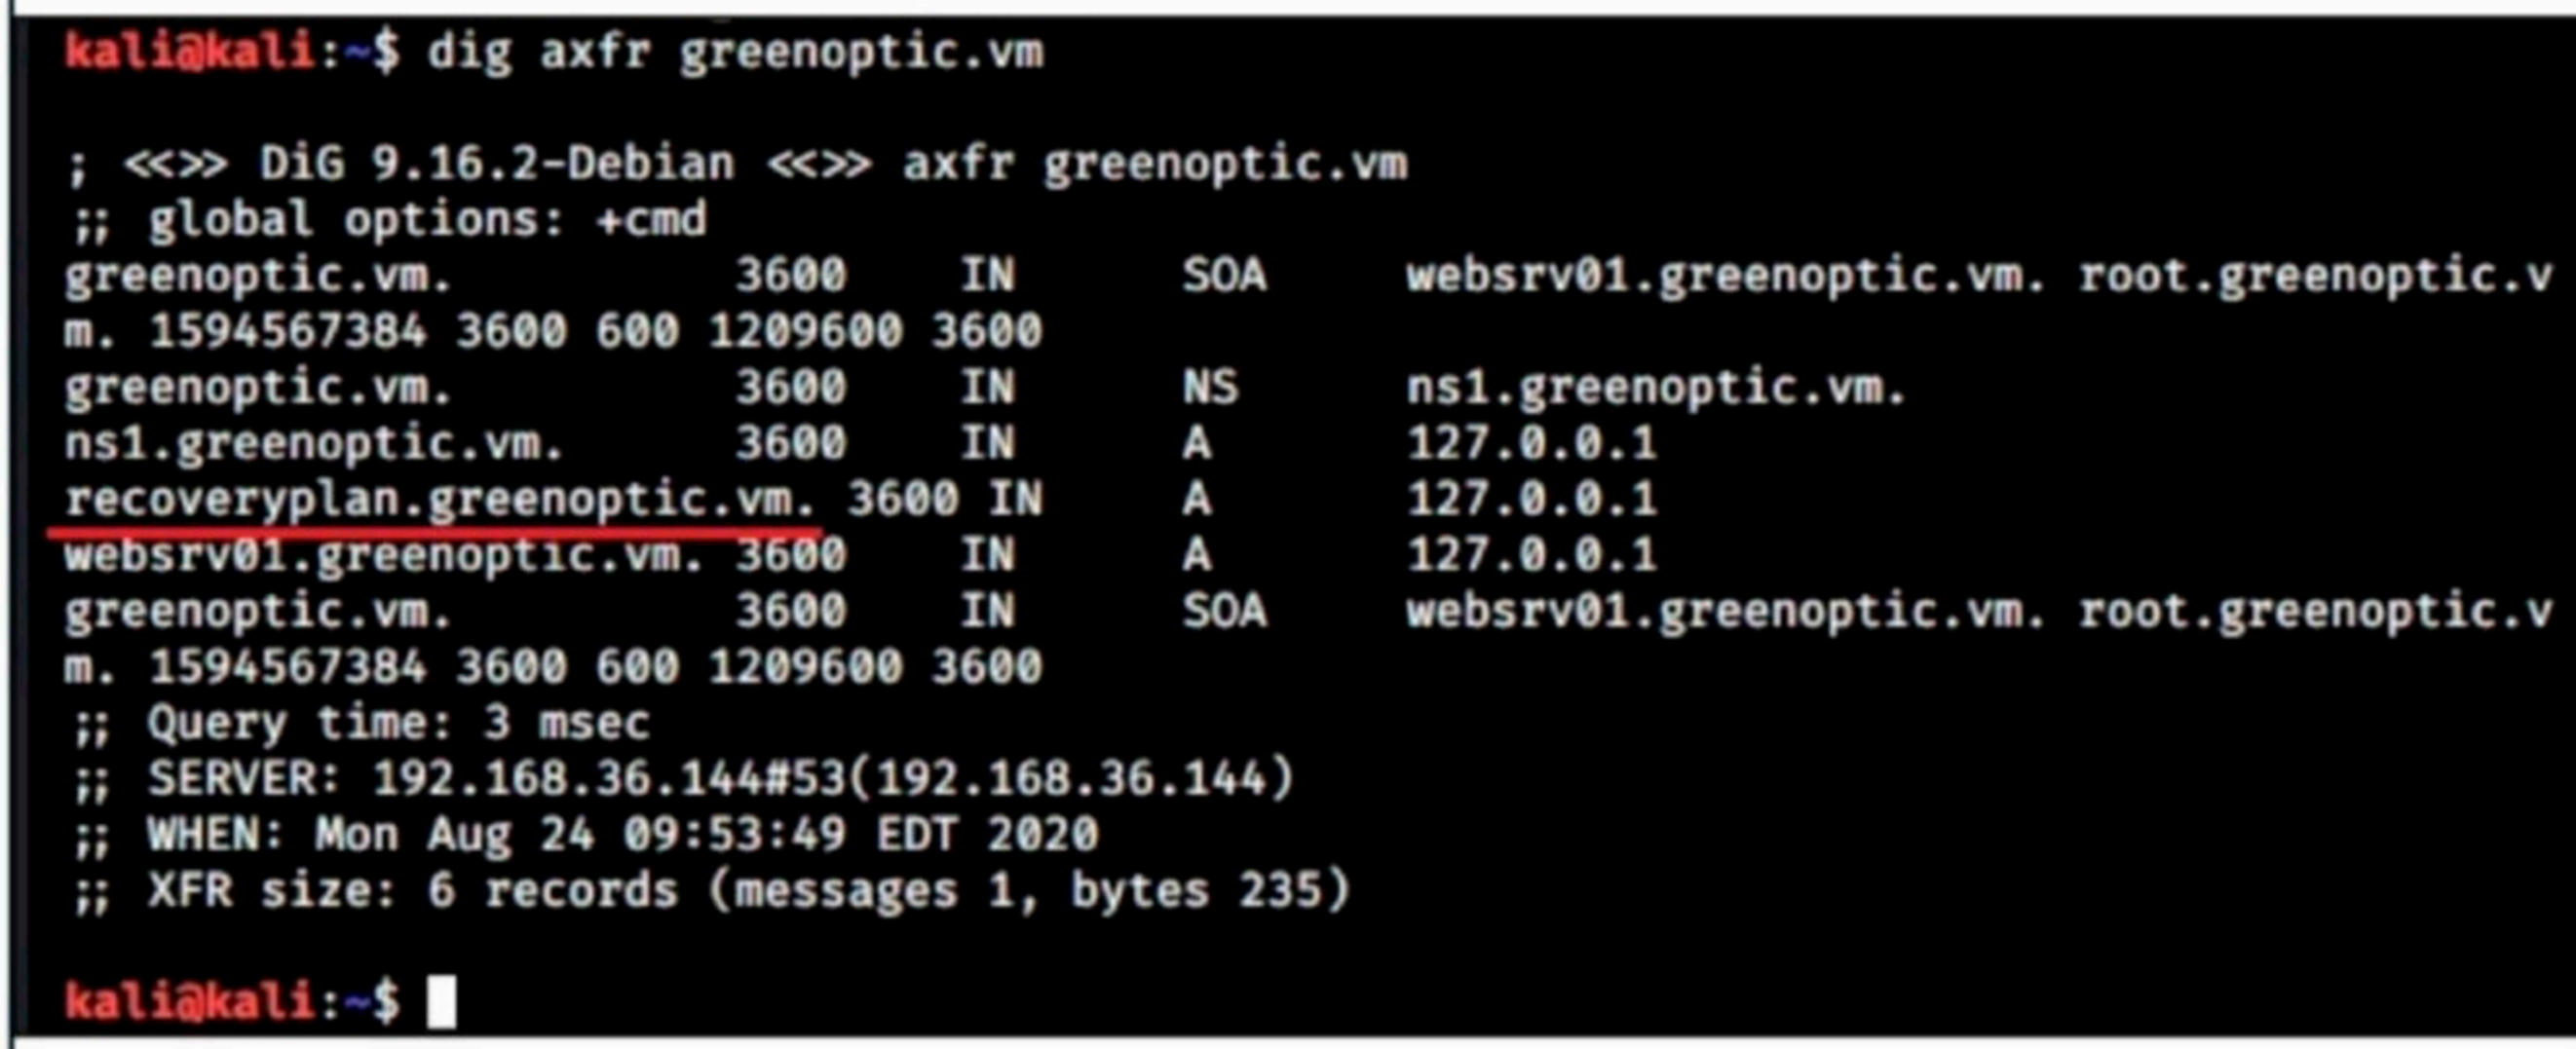 kali@kali:~$ dig axfr greenoptic.vm
; <<>> DiG 9.16.2-Debian <<>> axfr greenoptic.vm
;; global options: +cmd
greenoptic.vm. 3600 IN SOA websrv01.greenoptic.vm. root.greenoptic.v
m. 1594567384 3600 600 1209600 3600
greenoptic.vm. 3600 IN NS ns1.greenoptic.vm.
ns1.greenoptic.vm. 3600 IN A 127.0.0.1
recoveryplan.greenoptic.vm. 3600 IN A 127.0.0.1
websrv01.greenoptic.vm. 3600 IN A 127.0.0.1
greenoptic.vm. 3600 IN SOA websrv01.greenoptic.vm. root.greenoptic.v
m. 1594567384 3600 600 1209600 3600
;; Query time: 3 msec
;; SERVER: 192.168.36.144#53(192.168.36.144)
;; WHEN: Mon Aug 24 09:53:49 EDT 2020
;; XFR size: 6 records (messages 1, bytes 235)
kali@kali:~$